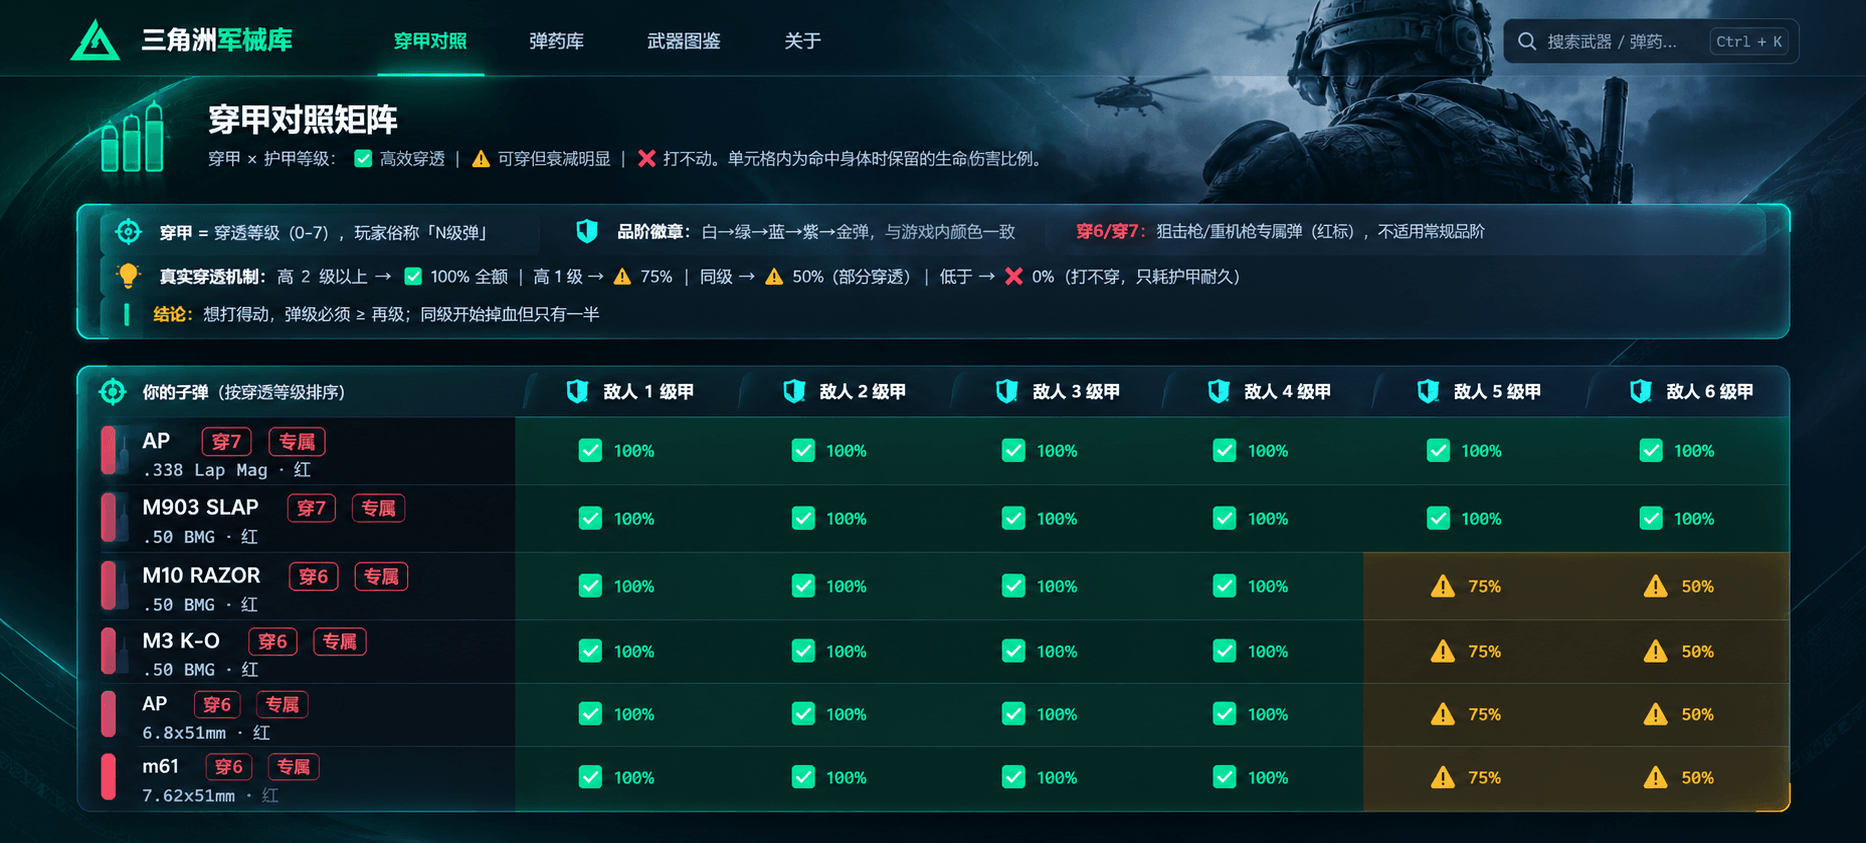 三角洲军械库
穿甲对照 弹药库 武器图鉴 关于
搜索武器 / 弹药... Ctrl + K
穿甲对照矩阵
穿甲 × 护甲等级： ✅ 高效穿透 | ⚠ 可穿但衰减明显 | ❌ 打不动。单元格内为命中身体时保留的生命伤害比例。
穿甲 = 穿透等级（0-7），玩家俗称「N级弹」 品阶徽章：白→绿→蓝→紫→金弹，与游戏内颜色一致 穿6/穿7：狙击枪/重机枪专属弹（红标），不适用常规品阶
真实穿透机制：高 2 级以上 → ✅ 100% 全额 | 高 1 级 → ⚠ 75% | 同级 → ⚠ 50%（部分穿透） | 低于 → ❌ 0%（打不穿，只耗护甲耐久）
结论：想打得动，弹级必须 ≥ 再级；同级开始掉血但只有一半
你的子弹（按穿透等级排序） 敌人 1 级甲 敌人 2 级甲 敌人 3 级甲 敌人 4 级甲 敌人 5 级甲 敌人 6 级甲
AP 穿7 专属
.338 Lap Mag · 红
✅ 100% ✅ 100% ✅ 100% ✅ 100% ✅ 100% ✅ 100%
M903 SLAP 穿7 专属
.50 BMG · 红
✅ 100% ✅ 100% ✅ 100% ✅ 100% ✅ 100% ✅ 100%
M10 RAZOR 穿6 专属
.50 BMG · 红
✅ 100% ✅ 100% ✅ 100% ✅ 100% ⚠ 75% ⚠ 50%
M3 K-O 穿6 专属
.50 BMG · 红
✅ 100% ✅ 100% ✅ 100% ✅ 100% ⚠ 75% ⚠ 50%
AP 穿6 专属
6.8x51mm · 红
✅ 100% ✅ 100% ✅ 100% ✅ 100% ⚠ 75% ⚠ 50%
m61 穿6 专属
7.62x51mm · 红
✅ 100% ✅ 100% ✅ 100% ✅ 100% ⚠ 75% ⚠ 50%